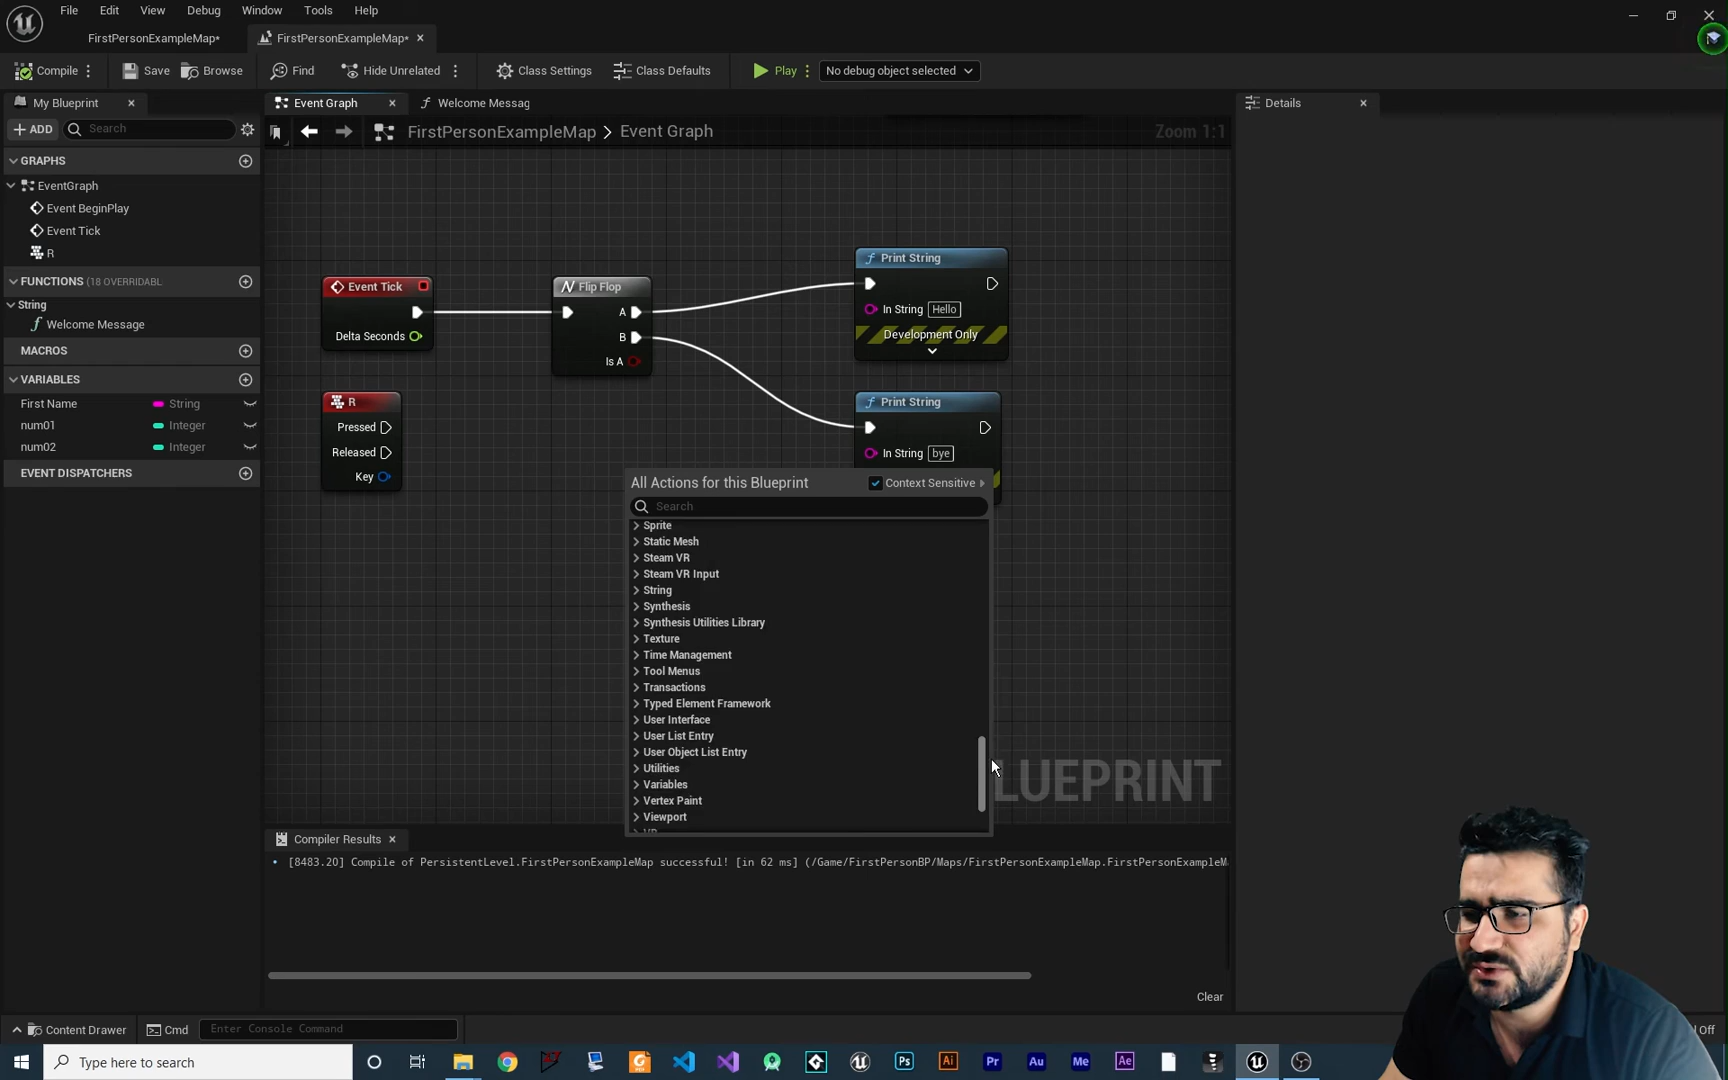 File Edit View Debug Window Tools Help
FirstPersonExampleMap* FirstPersonExampleMap*
Compile Save Browse Find Hide Unrelated Class Settings Class Defaults Play No debug object selected
My Blueprint Event Graph Welcome Messag Details
ADD Search FirstPersonExampleMap > Event Graph Zoom 1:1
GRAPHS
EventGraph
Event BeginPlay
Event Tick
R
FUNCTIONS (18 OVERRIDABL
String
Welcome Message
MACROS
VARIABLES
First Name String
num01 Integer
num02 Integer
EVENT DISPATCHERS
Event Tick
Delta Seconds
Flip Flop
A
B
Is A
Print String
In String Hello
Development Only
R
Pressed
Released
Key
Print String
In String bye
All Actions for this Blueprint Context Sensitive
Search
Sprite
Static Mesh
Steam VR
Steam VR Input
String
Synthesis
Synthesis Utilities Library
Texture
Time Management
Tool Menus
Transactions
Typed Element Framework
User Interface
User List Entry
User Object List Entry
Utilities
Variables
Vertex Paint
Viewport
LUEPRINT
Compiler Results
[8483.20] Compile of PersistentLevel.FirstPersonExampleMap successful! [in 62 ms] (/Game/FirstPersonBP/Maps/FirstPersonExampleMap.FirstPersonExampleM
Clear
Content Drawer Cmd Enter Console Command Off
Type here to search Ps Ai Pr Au Me Ae